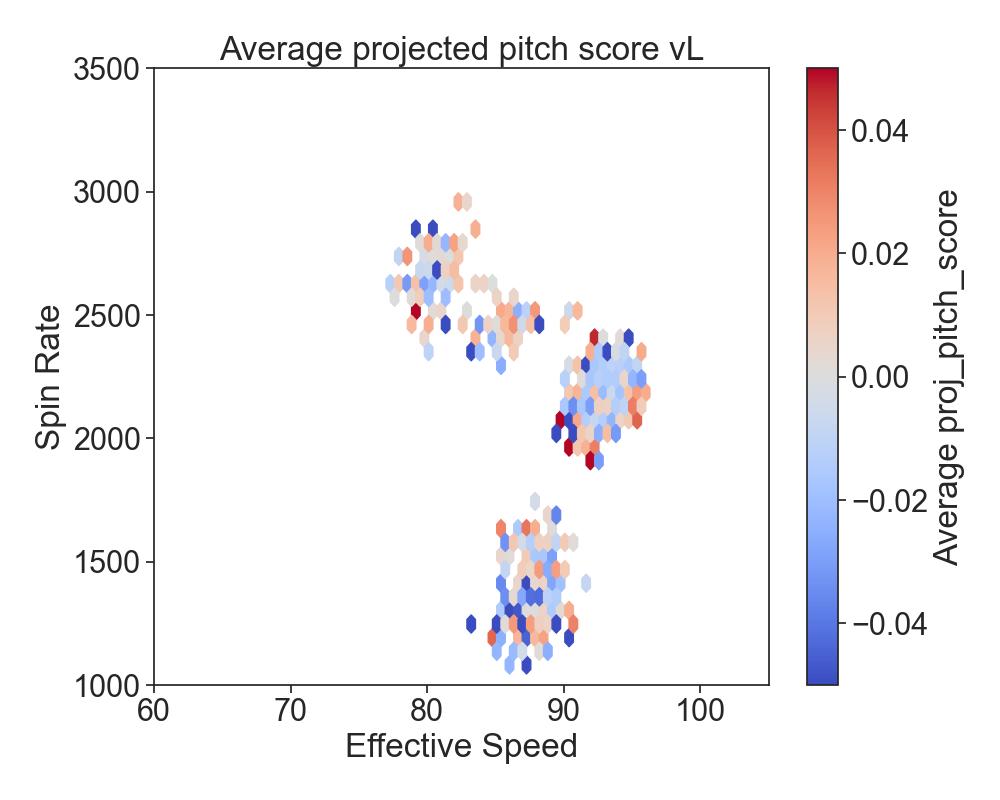 Average projected pitch score vL
3500
3000
2500
2000
1500
1000
Spin Rate
60 70 80 90 100
Effective Speed
0.04
0.02
0.00
−0.02
−0.04
Average proj_pitch_score